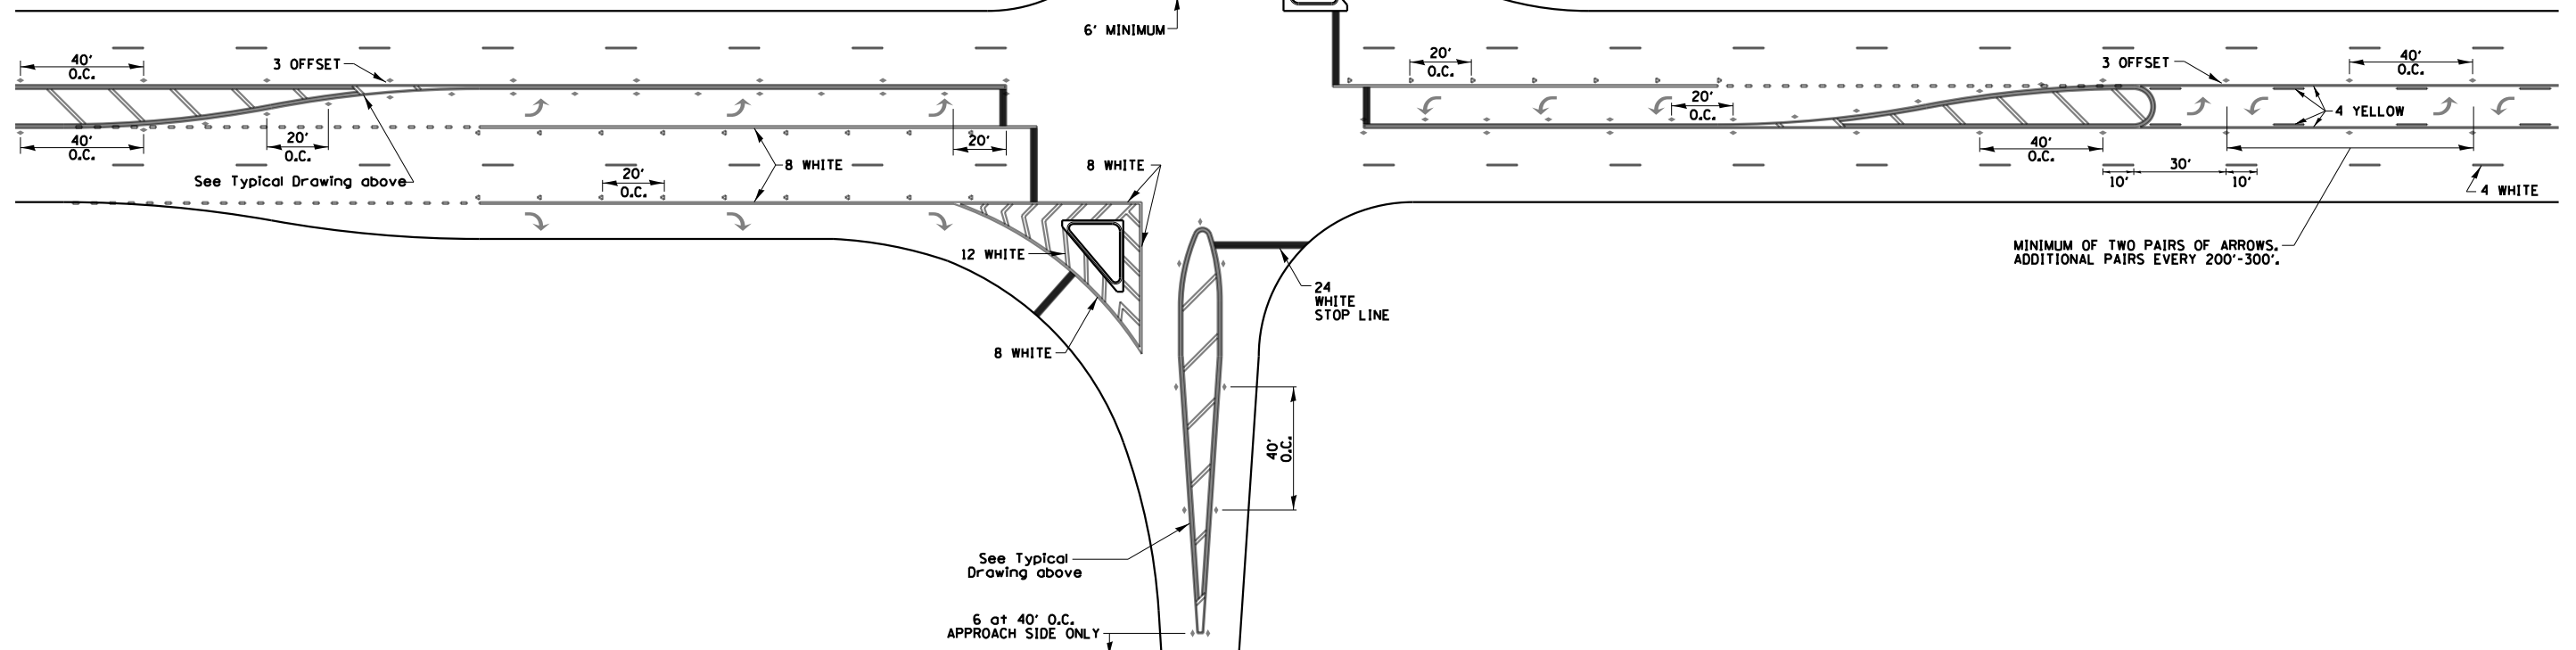 6' MINIMUM
40'
O.C.
3 OFFSET
20'
O.C.
3 OFFSET
40'
O.C.
20'
O.C.
4 YELLOW
40'
O.C.
20'
O.C.
20'
8 WHITE
8 WHITE
40'
O.C.
30'
10'
10'
See Typical Drawing above
20'
O.C.
4 WHITE
12 WHITE
MINIMUM OF TWO PAIRS OF ARROWS.
ADDITIONAL PAIRS EVERY 200'-300'.
24
WHITE
STOP LINE
8 WHITE
40'
O.C.
See Typical
Drawing above
6 at 40' O.C.
APPROACH SIDE ONLY